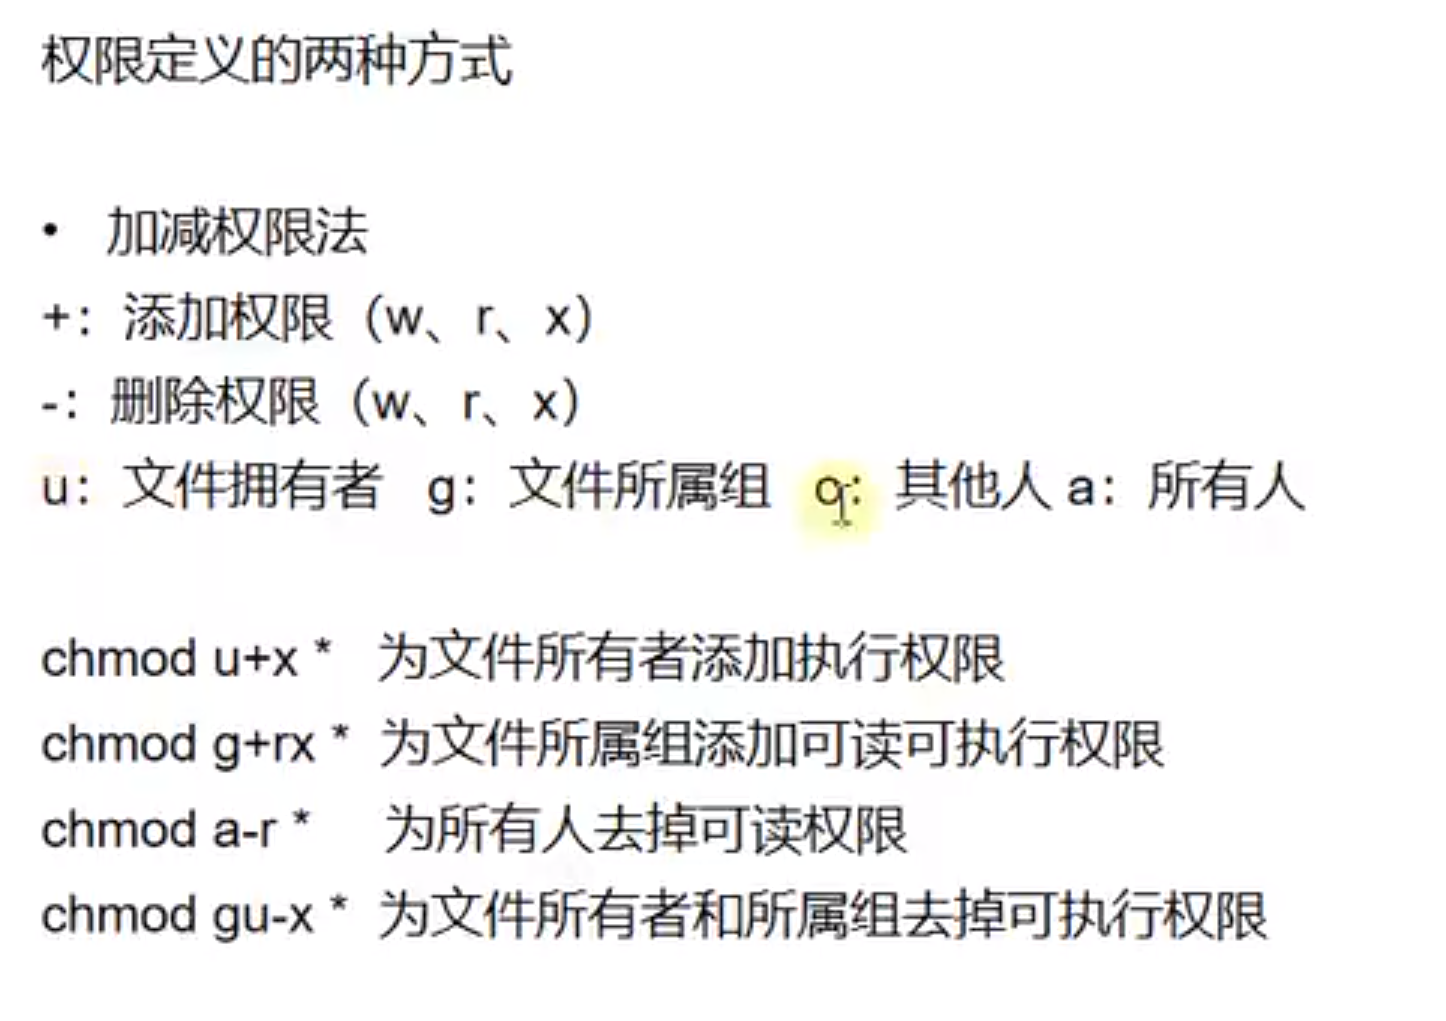 权限定义的两种方式
• 加减权限法
+：添加权限（w、r、x）
-：删除权限（w、r、x）
u：文件拥有者 g：文件所属组 o：其他人 a：所有人
chmod u+x * 为文件所有者添加执行权限
chmod g+rx * 为文件所属组添加可读可执行权限
chmod a-r * 为所有人去掉可读权限
chmod gu-x * 为文件所有者和所属组去掉可执行权限